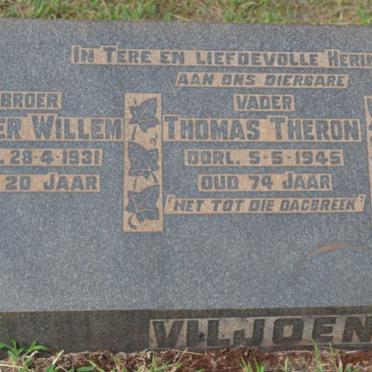 IN TERE EN LIEFDEVOLLE HERIN
AAN ONS DIERBARE
BROER
ER WILLEM
28-4-1931
20 JAAR
VADER
THOMAS THERON
OORL. 5-5-1945
OUD 74 JAAR
'NET TOT DIE DAGBREEK'
VILJOEN